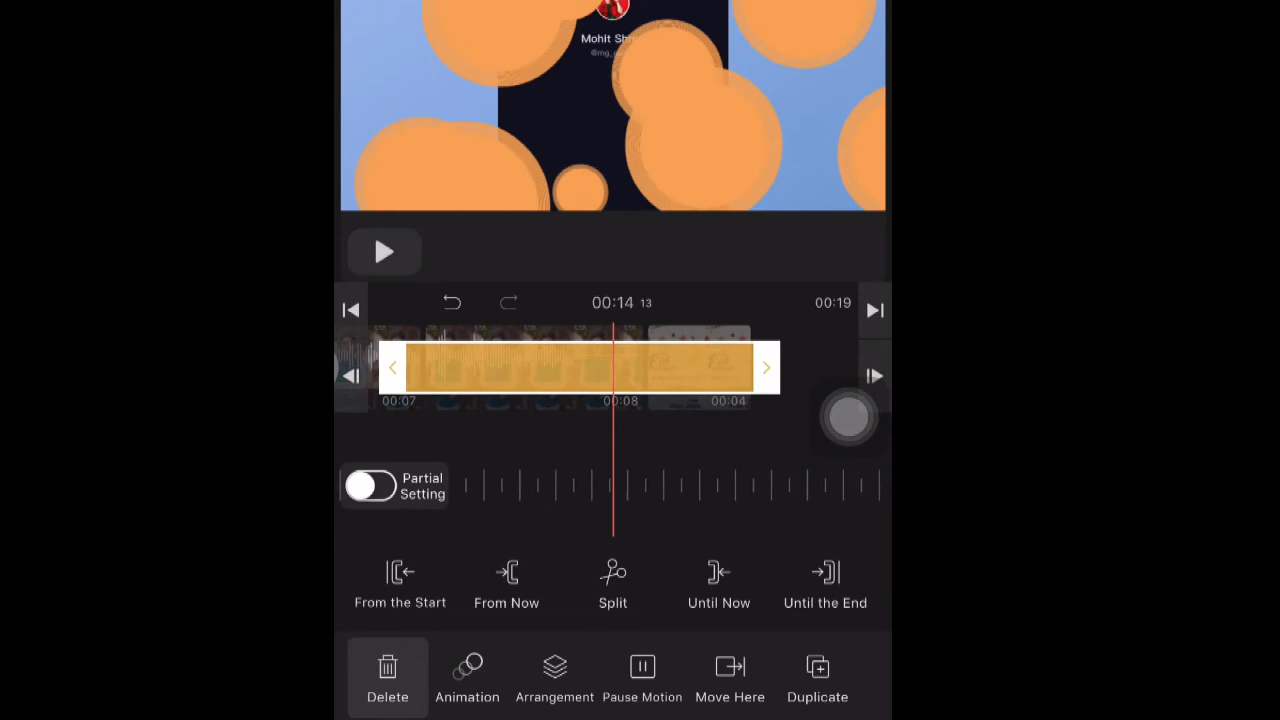 Mohit
00:14 13
00:19
00:07
00:08
00:04
Partial
Setting
From the Start
From Now
Split
Until Now
Until the End
Delete
Animation
Arrangement
Pause Motion
Move Here
Duplicate